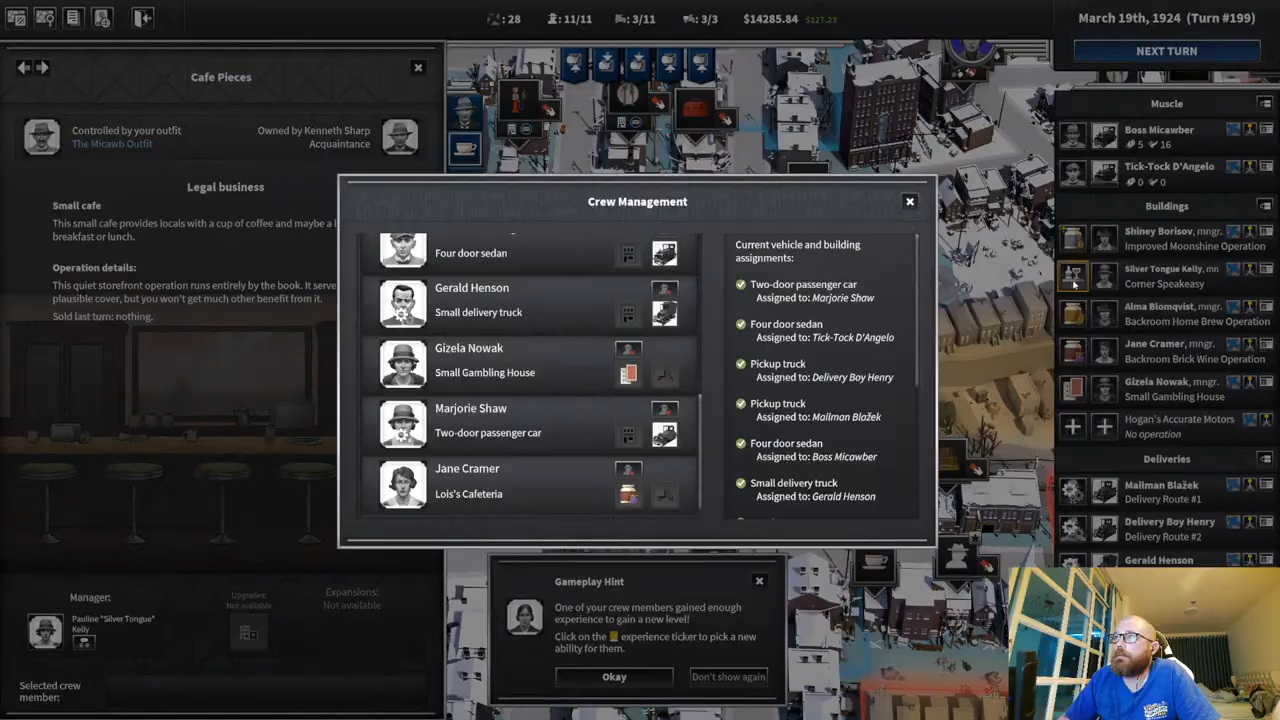 : 28
: 11/11
: 3/11
: 3/3
$14285.84
$127.23
March 19th, 1924 (Turn #199)
NEXT TURN
Cafe Pieces
Controlled by your outfit
The Micawb Outfit
Owned by Kenneth Sharp
Acquaintance
Legal business
Small cafe
This small cafe provides locals with a cup of coffee and maybe a
breakfast or lunch.
Operation details:
This quiet storefront operation runs entirely by the book. It serve
plausible cover, but you won't get much other benefit from it.
Sold last turn: nothing.
Manager:
Pauline "Silver Tongue"
Kelly
Upgrades:
Not available
Expansions:
Not available
Selected crew
member:
Crew Management
Four door sedan
Gerald Henson
Small delivery truck
Gizela Nowak
Small Gambling House
Marjorie Shaw
Two-door passenger car
Jane Cramer
Lois's Cafeteria
Current vehicle and building
assignments:
Two-door passenger car
Assigned to: Marjorie Shaw
Four door sedan
Assigned to: Tick-Tock D'Angelo
Pickup truck
Assigned to: Delivery Boy Henry
Pickup truck
Assigned to: Mailman Blažek
Four door sedan
Assigned to: Boss Micawber
Small delivery truck
Assigned to: Gerald Henson
Gameplay Hint
One of your crew members gained enough
experience to gain a new level!
Click on the experience ticker to pick a new
ability for them.
Okay
Don't show again
Muscle
Boss Micawber
5 16
Tick-Tock D'Angelo
0 0
Buildings
Shiney Borisov, mngr.
Improved Moonshine Operation
Silver Tongue Kelly, mn
Corner Speakeasy
Alma Blomqvist, mngr.
Backroom Home Brew Operation
Jane Cramer, mngr.
Backroom Brick Wine Operation
Gizela Nowak, mngr.
Small Gambling House
Hogan's Accurate Motors
No operation
Deliveries
Mailman Blažek
Delivery Route #1
Delivery Boy Henry
Delivery Route #2
Gerald Henson